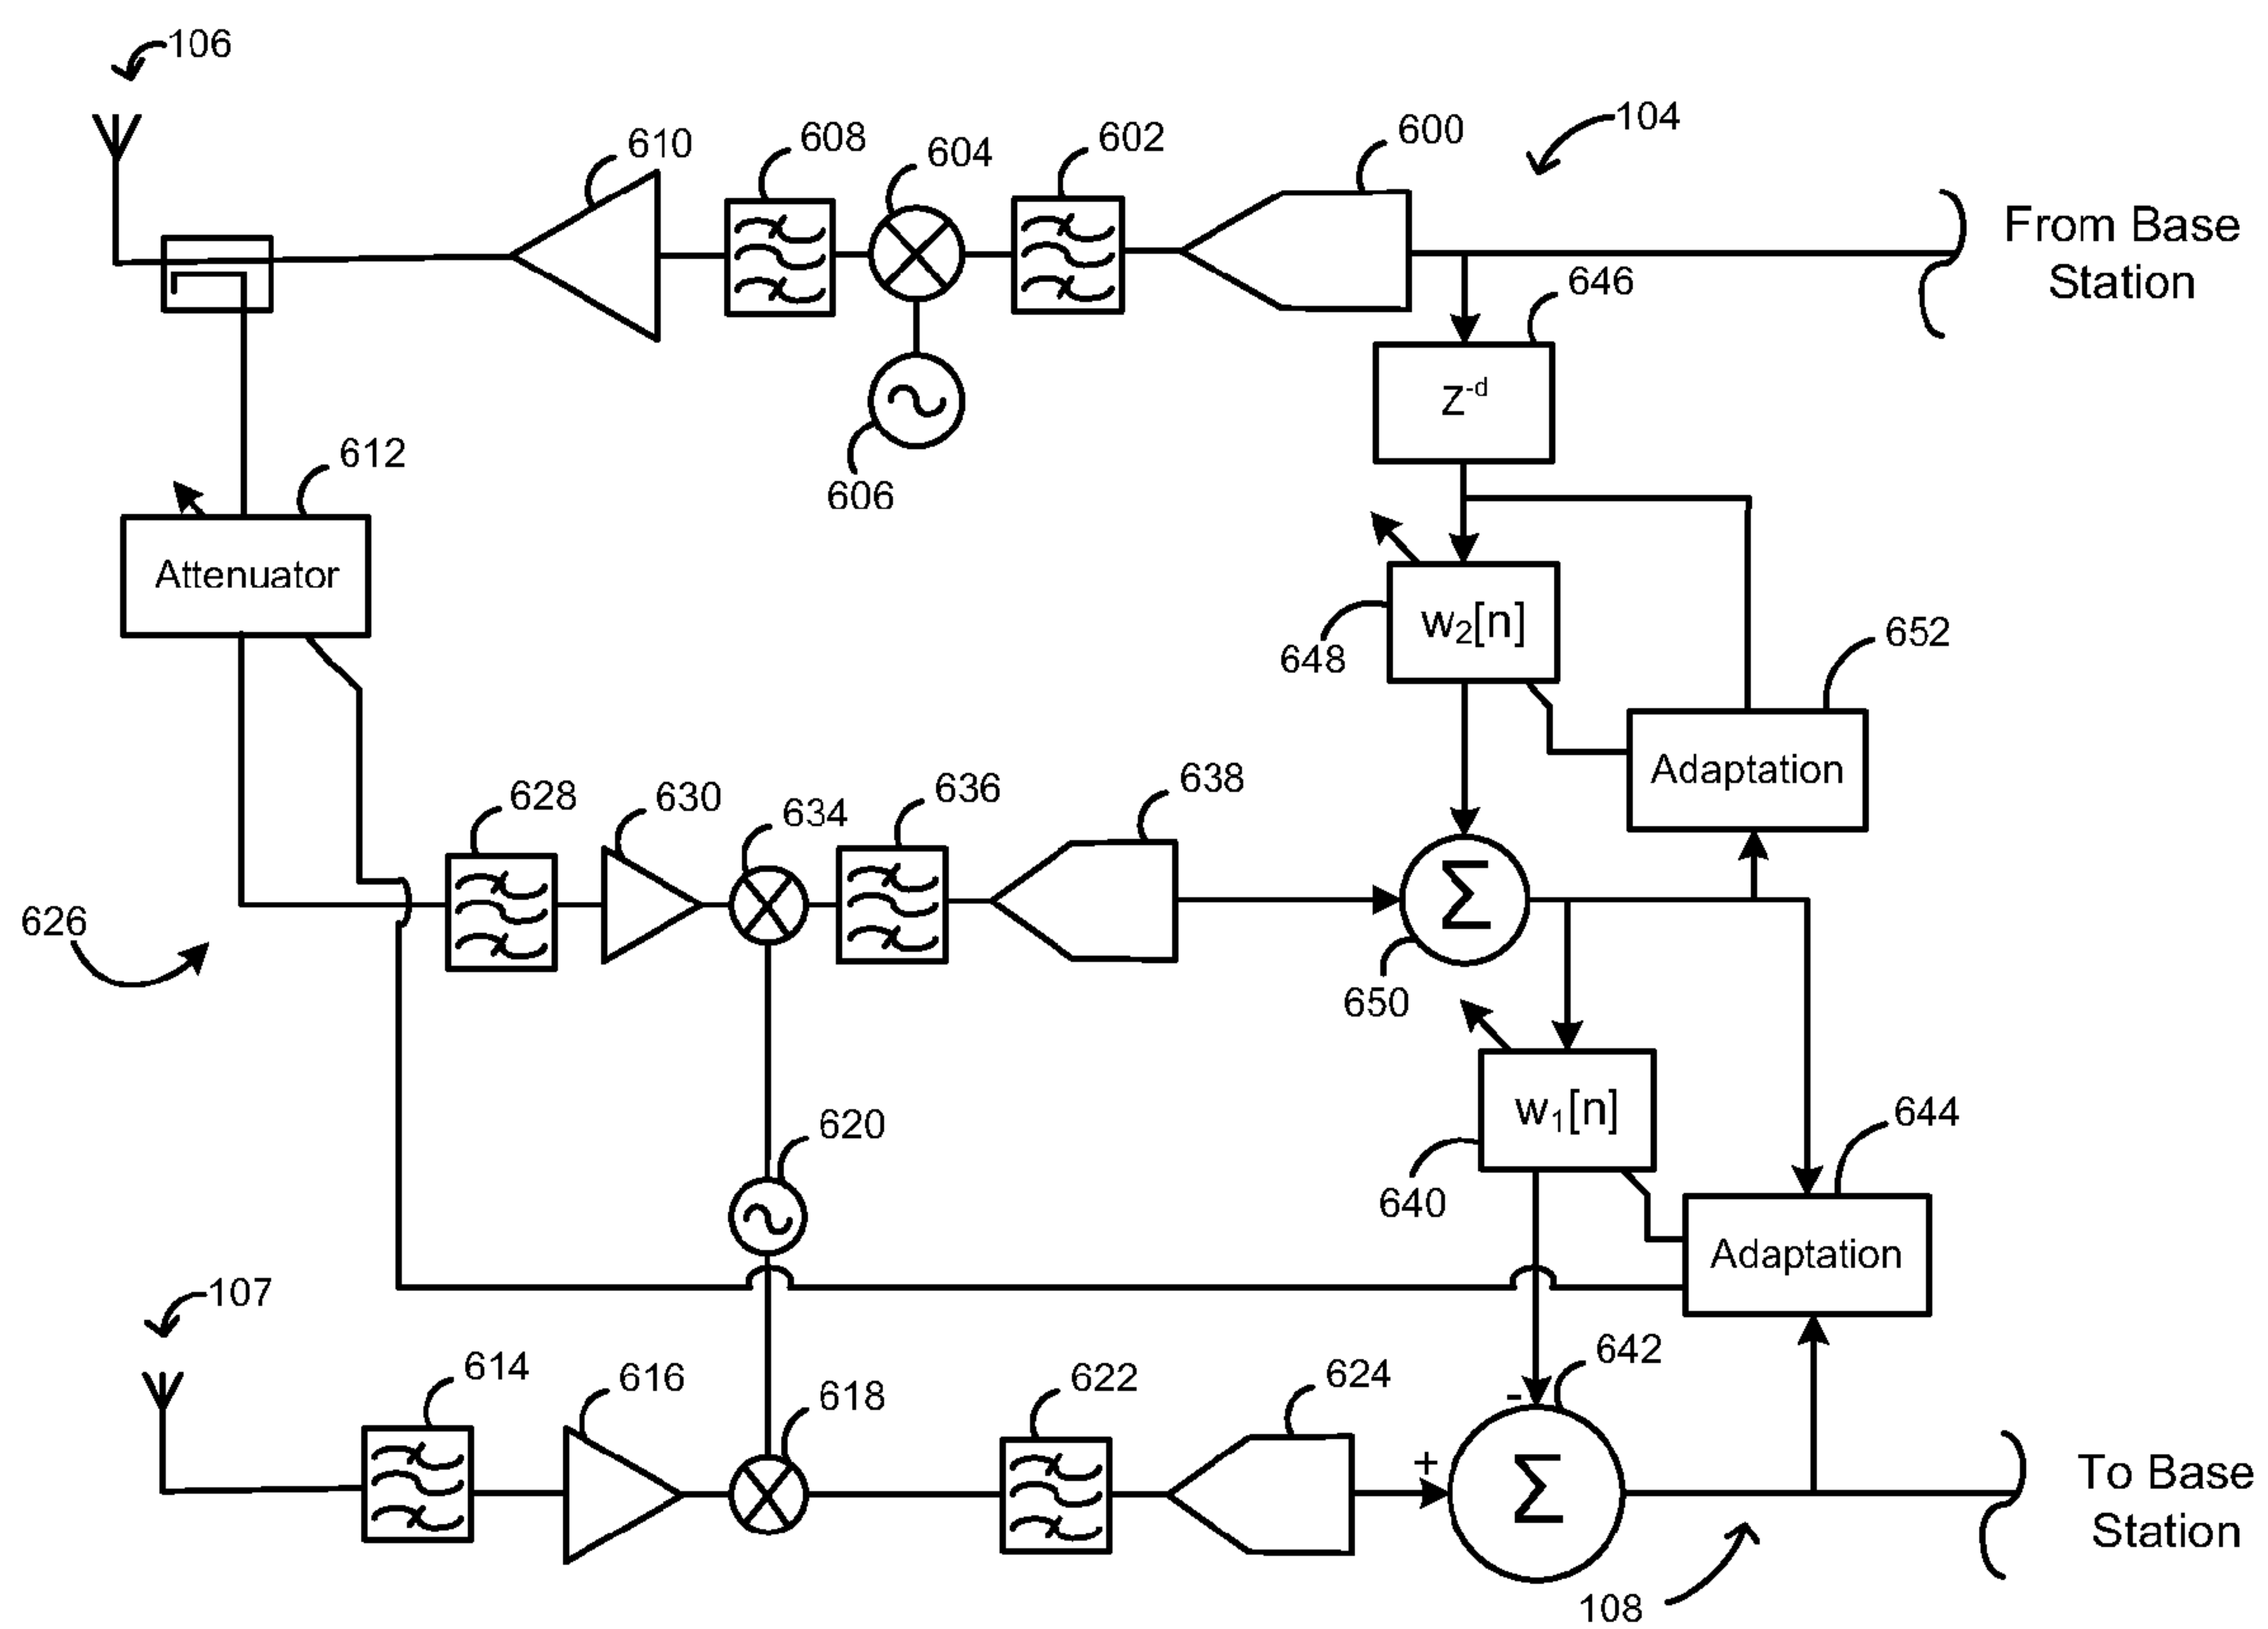 106
610
608
604
602
600
104
From Base
Station
646
Z-d
606
612
Attenuator
648
w2[n]
652
Adaptation
628
630
634
636
638
626
Σ
650
620
w1[n]
640
644
Adaptation
107
614
616
618
622
624
642
-
+
Σ
To Base
Station
108